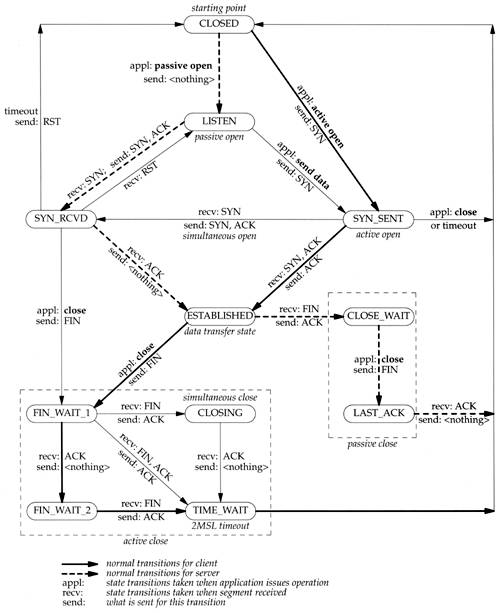 starting point
CLOSED
appl: passive open
send: <nothing>
appl: active open
send: SYN
timeout
send: RST
LISTEN
passive open
recv: SYN; send: SYN, ACK
recv: RST
appl: send data
send: SYN
SYN_RCVD
recv: SYN
send: SYN, ACK
simultaneous open
SYN_SENT
active open
appl: close
or timeout
recv: ACK
send: <nothing>
recv: SYN, ACK
send: ACK
appl: close
send: FIN
ESTABLISHED
data transfer state
recv: FIN
send: ACK
CLOSE_WAIT
appl: close
send: FIN
appl: close
send: FIN
LAST_ACK
recv: ACK
send: <nothing>
passive close
simultaneous close
FIN_WAIT_1
recv: FIN
send: ACK
CLOSING
recv: ACK
send: <nothing>
recv: FIN, ACK
send: ACK
recv: ACK
send: <nothing>
FIN_WAIT_2
recv: FIN
send: ACK
TIME_WAIT
2MSL timeout
active close
normal transitions for client
normal transitions for server
appl: state transitions taken when application issues operation
recv: state transitions taken when segment received
send: what is sent for this transition